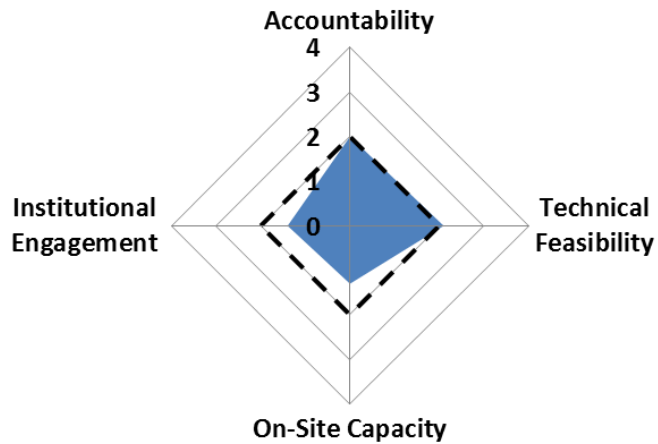 Accountability
4
3
2
1
0
Institutional
Engagement
Technical
Feasibility
On-Site Capacity